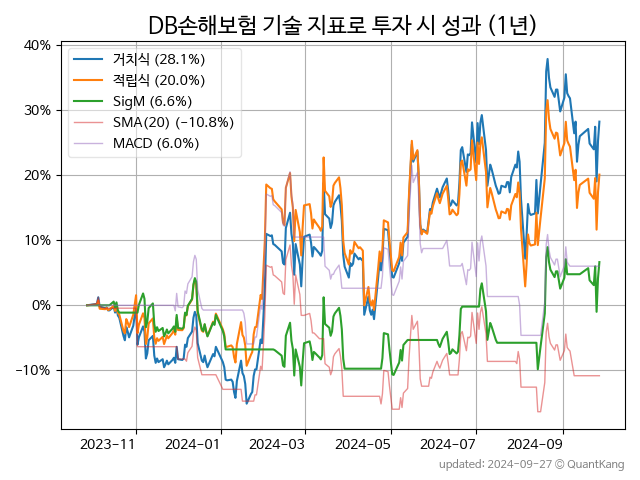 DB손해보험 기술 지표로 투자 시 성과 (1년)
40%
30%
20%
10%
0%
−10%
거치식 (28.1%)
적립식 (20.0%)
SigM (6.6%)
SMA(20) (−10.8%)
MACD (6.0%)
2023-11
2024-01
2024-03
2024-05
2024-07
2024-09
updated: 2024-09-27 @ QuantKang